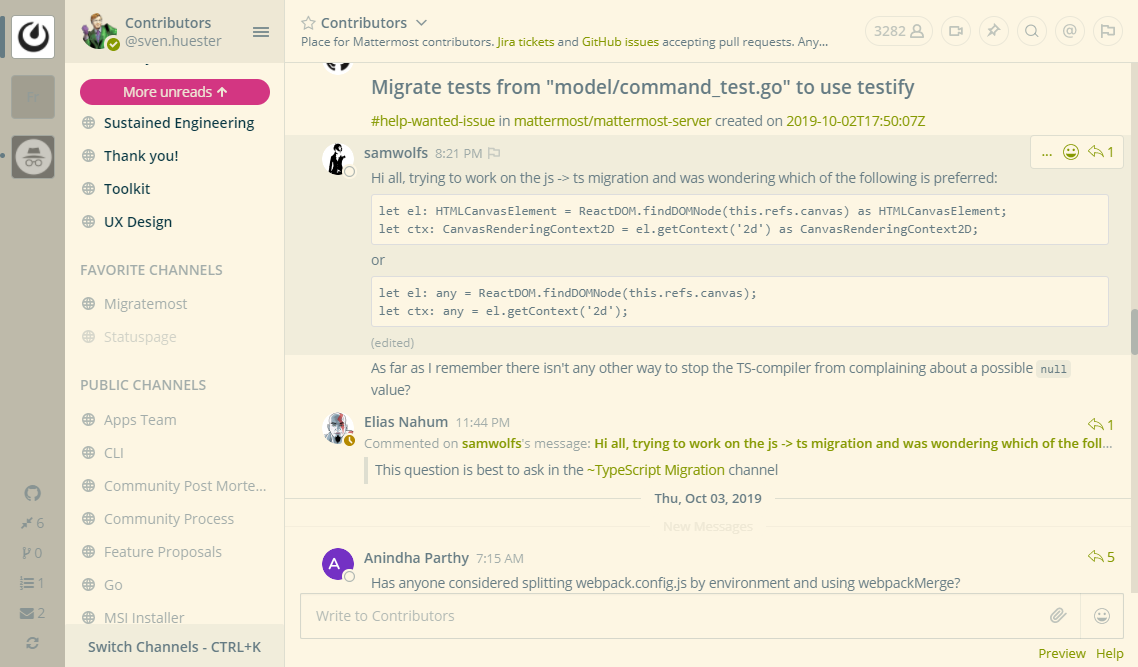 Contributors
@sven.huester
More unreads ↑
Sustained Engineering
Thank you!
Toolkit
UX Design
FAVORITE CHANNELS
Migratemost
Statuspage
PUBLIC CHANNELS
Apps Team
CLI
Community Post Morte...
Community Process
Feature Proposals
Go
MSI Installer
Switch Channels - CTRL+K
6
0
1
2
Contributors
Place for Mattermost contributors. Jira tickets and GitHub issues accepting pull requests. Any...
3282
@
Migrate tests from "model/command_test.go" to use testify
#help-wanted-issue in mattermost/mattermost-server created on 2019-10-02T17:50:07Z
samwolfs 8:21 PM
... 1
Hi all, trying to work on the js -> ts migration and was wondering which of the following is preferred:
let el: HTMLCanvasElement = ReactDOM.findDOMNode(this.refs.canvas) as HTMLCanvasElement;
let ctx: CanvasRenderingContext2D = el.getContext('2d') as CanvasRenderingContext2D;
or
let el: any = ReactDOM.findDOMNode(this.refs.canvas);
let ctx: any = el.getContext('2d');
(edited)
As far as I remember there isn't any other way to stop the TS-compiler from complaining about a possible null
value?
Elias Nahum 11:44 PM
1
Commented on samwolfs's message: Hi all, trying to work on the js -> ts migration and was wondering which of the foll...
This question is best to ask in the ~TypeScript Migration channel
Thu, Oct 03, 2019
New Messages
A
Anindha Parthy 7:15 AM
5
Has anyone considered splitting webpack.config.js by environment and using webpackMerge?
Write to Contributors
Preview Help